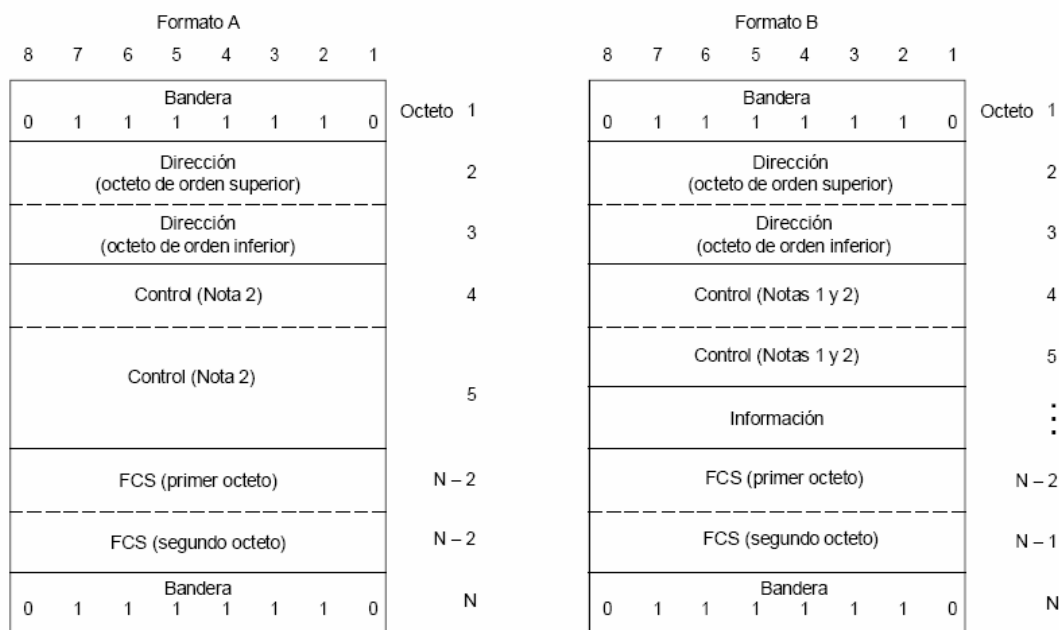 Formato A
8 7 6 5 4 3 2 1
Bandera
0 1 1 1 1 1 1 0
Octeto 1
Dirección
(octeto de orden superior)
2
Dirección
(octeto de orden inferior)
3
Control (Nota 2)
4
Control (Nota 2)
5
FCS (primer octeto)
N – 2
FCS (segundo octeto)
N – 2
Bandera
0 1 1 1 1 1 1 0
N
Formato B
8 7 6 5 4 3 2 1
Bandera
0 1 1 1 1 1 1 0
Octeto 1
Dirección
(octeto de orden superior)
2
Dirección
(octeto de orden inferior)
3
Control (Notas 1 y 2)
4
Control (Notas 1 y 2)
5
Información
⋮
FCS (primer octeto)
N – 2
FCS (segundo octeto)
N – 1
Bandera
0 1 1 1 1 1 1 0
N